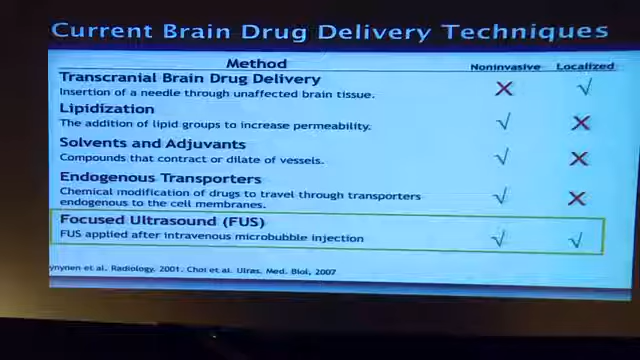 Current Brain Drug Delivery Techniques
Method Noninvasive Localized
Transcranial Brain Drug Delivery
Insertion of a needle through unaffected brain tissue.
Lipidization
The addition of lipid groups to increase permeability.
Solvents and Adjuvants
Compounds that contract or dilate of vessels.
Endogenous Transporters
Chemical modification of drugs to travel through transporters
endogenous to the cell membranes.
Focused Ultrasound (FUS)
FUS applied after intravenous microbubble injection
ynynen et al. Radiology. 2001. Choi et al. Ulras. Med. Biol, 2007